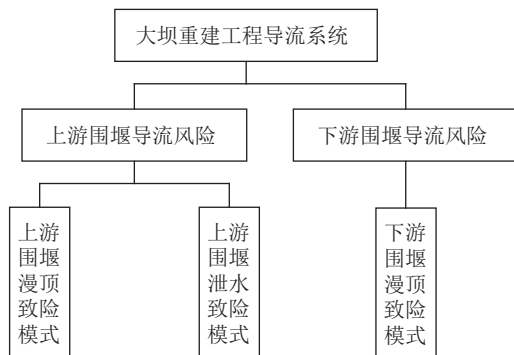 大坝重建工程导流系统
上游围堰导流风险
下游围堰导流风险
上游
围堰
漫顶
致险
模式
上游
围堰
泄水
致险
模式
下游
围堰
漫顶
致险
模式